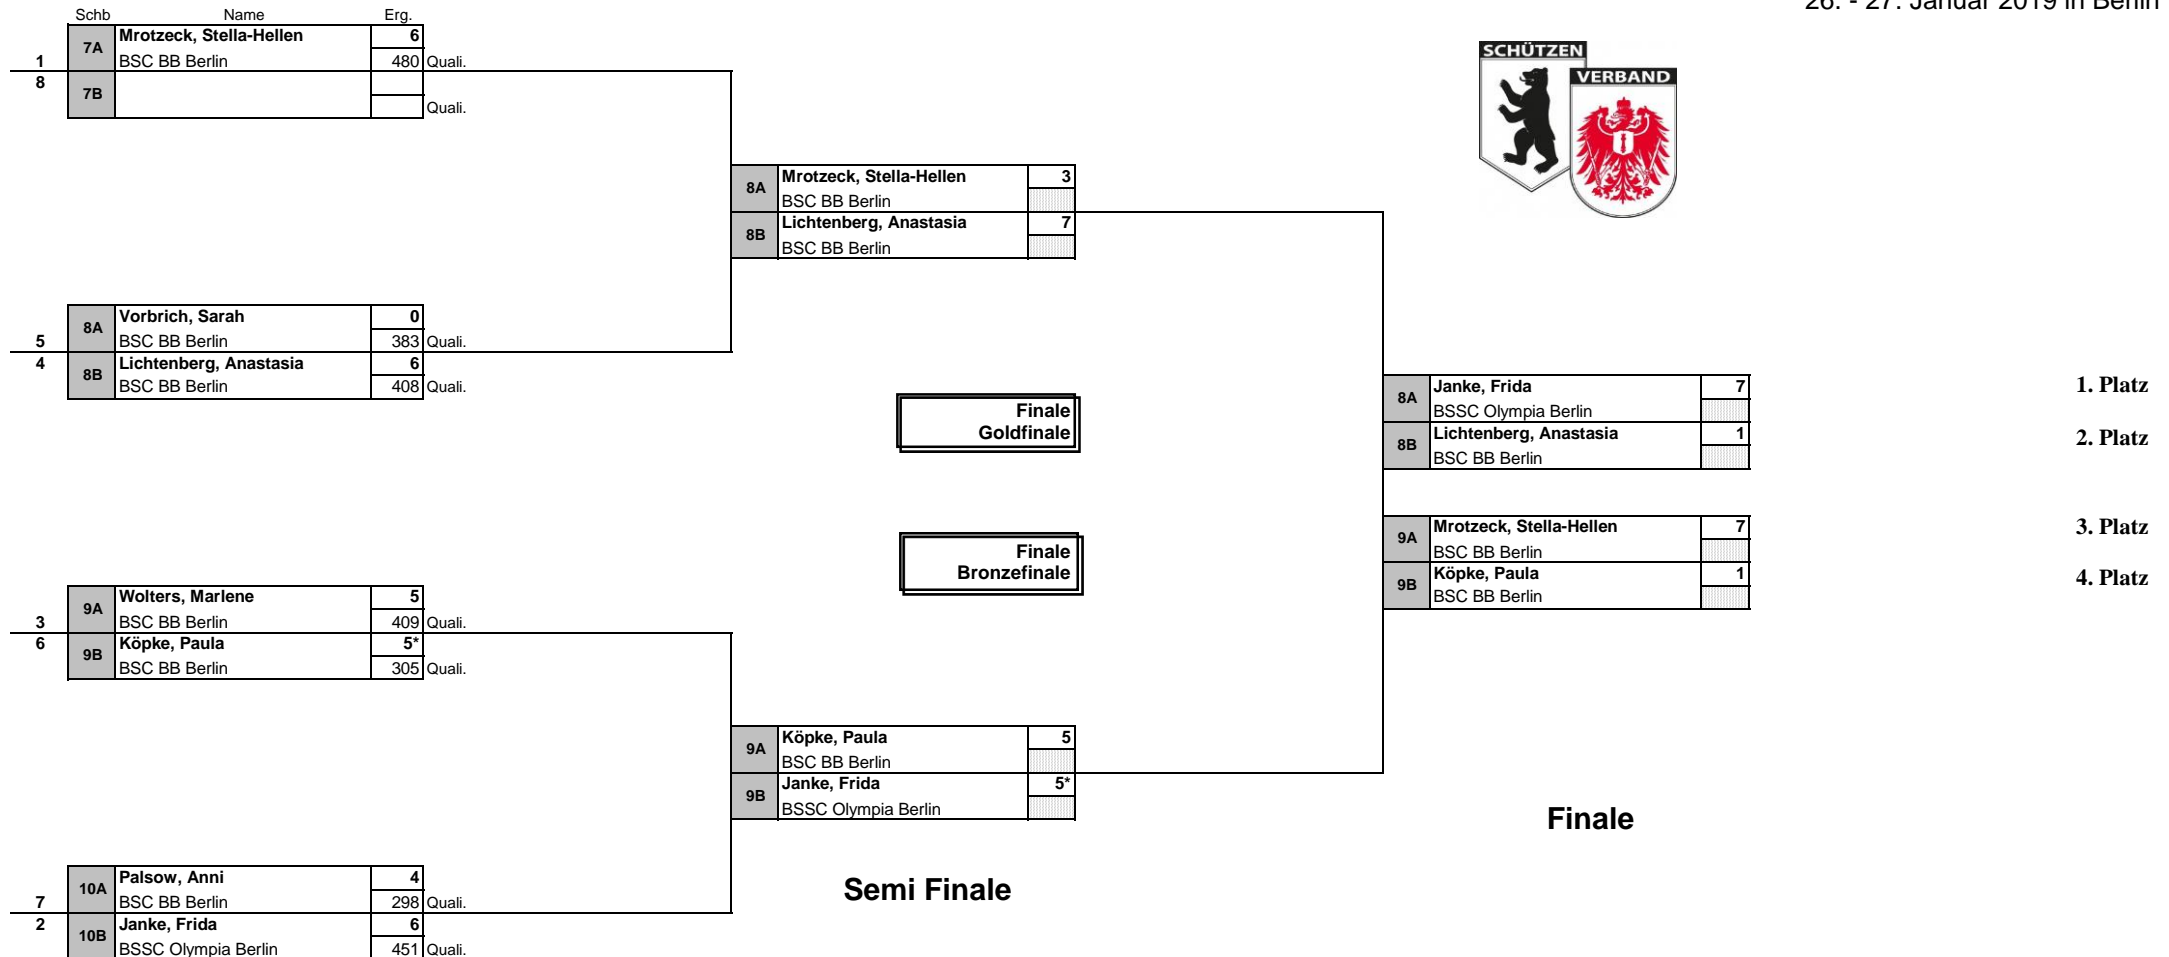 26. - 27. Januar 2019 in Berlin
Schb Name Erg.
7A Mrotzeck, Stella-Hellen 6
1 BSC BB Berlin 480 Quali.
8 7B
Quali.
SCHÜTZEN
VERBAND
8A Mrotzeck, Stella-Hellen 3
BSC BB Berlin
8B Lichtenberg, Anastasia 7
BSC BB Berlin
8A Vorbrich, Sarah 0
5 BSC BB Berlin 383 Quali.
4 8B Lichtenberg, Anastasia 6
BSC BB Berlin 408 Quali.
Finale
Goldfinale
8A Janke, Frida 7 1. Platz
BSSC Olympia Berlin
8B Lichtenberg, Anastasia 1 2. Platz
BSC BB Berlin
Finale
Bronzefinale
9A Mrotzeck, Stella-Hellen 7 3. Platz
BSC BB Berlin
9B Köpke, Paula 1 4. Platz
BSC BB Berlin
9A Wolters, Marlene 5
3 BSC BB Berlin 409 Quali.
6 9B Köpke, Paula 5*
BSC BB Berlin 305 Quali.
9A Köpke, Paula 5
BSC BB Berlin
9B Janke, Frida 5*
BSSC Olympia Berlin
Finale
Semi Finale
10A Palsow, Anni 4
7 BSC BB Berlin 298 Quali.
2 10B Janke, Frida 6
BSSC Olympia Berlin 451 Quali.